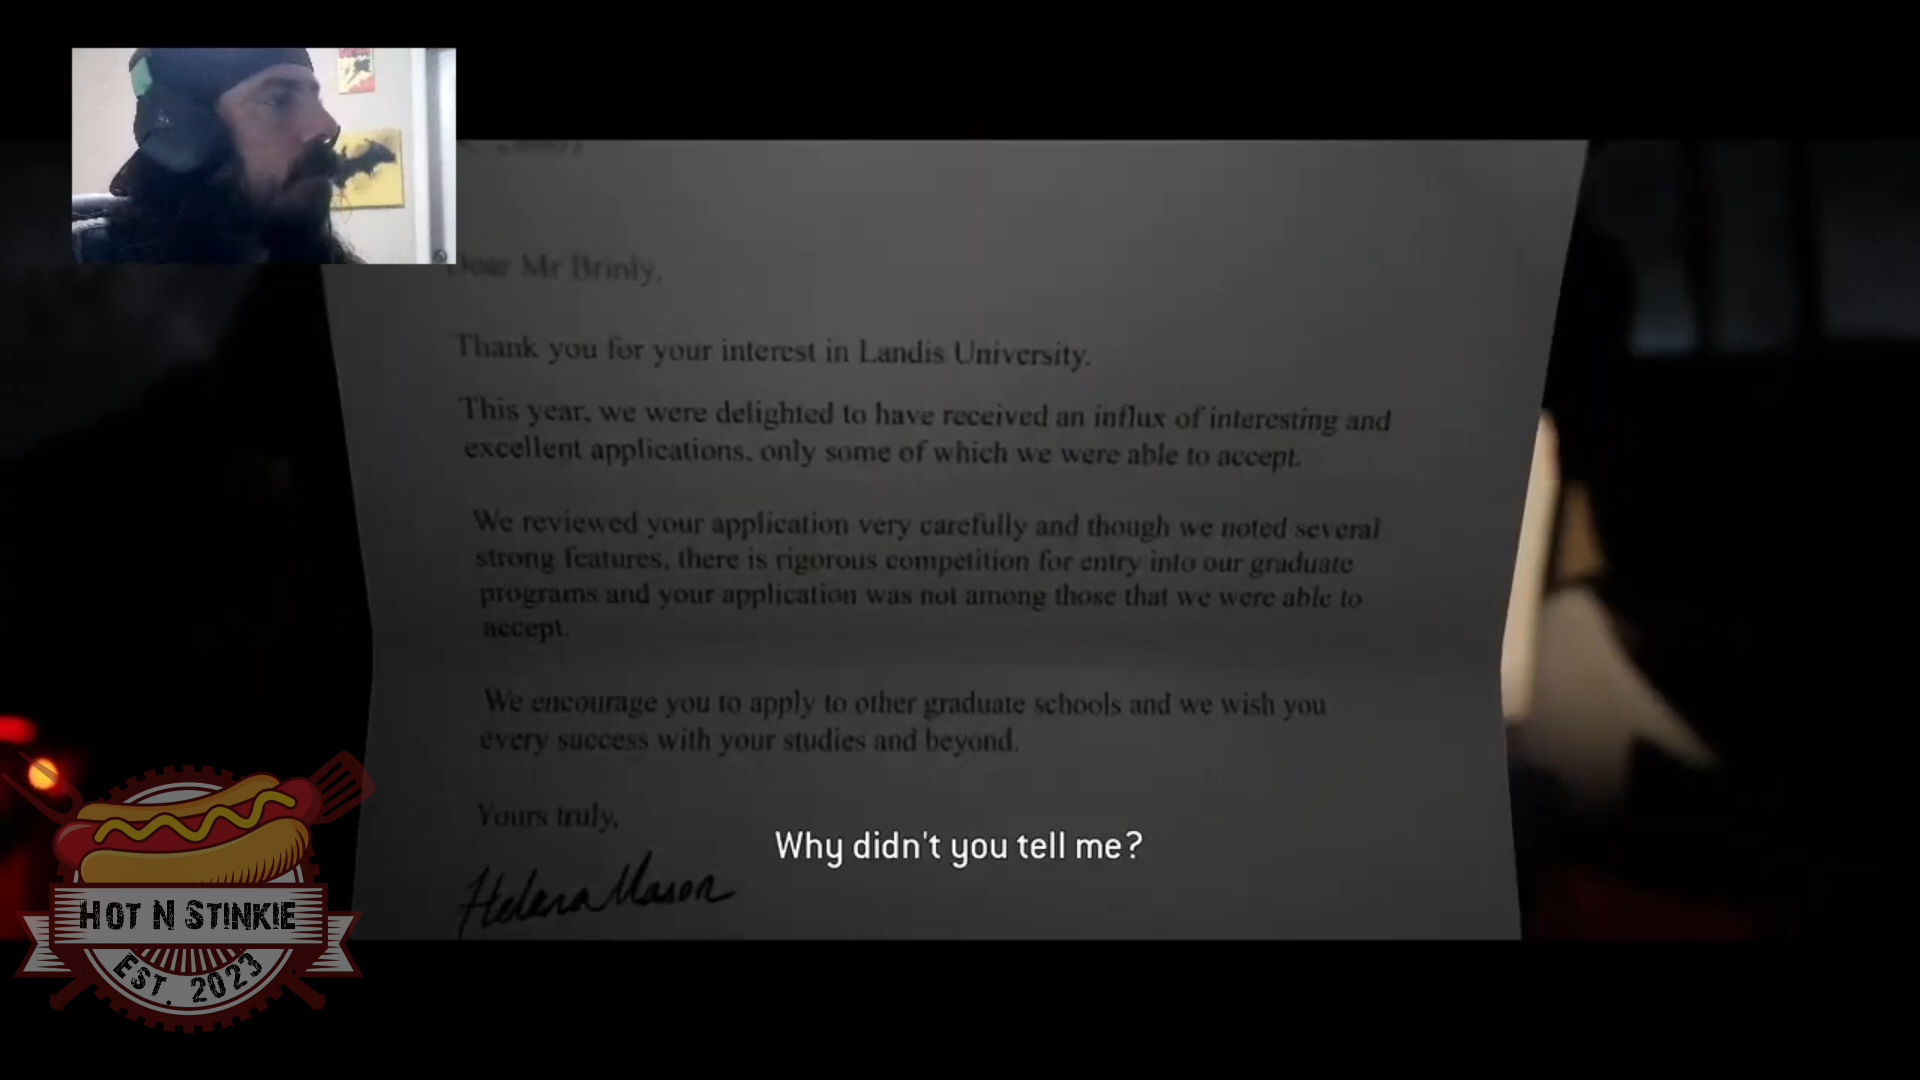 Dear Mr Brinly,
Thank you for your interest in Landis University.
This year, we were delighted to have received an influx of interesting and
excellent applications, only some of which we were able to accept.
We reviewed your application very carefully and though we noted several
strong features, there is rigorous competition for entry into our graduate
programs and your application was not among those that we were able to
accept.
We encourage you to apply to other graduate schools and we wish you
every success with your studies and beyond.
Yours truly,
Helena Mason
Why didn't you tell me?
HOT N STINKIE
EST. 2023